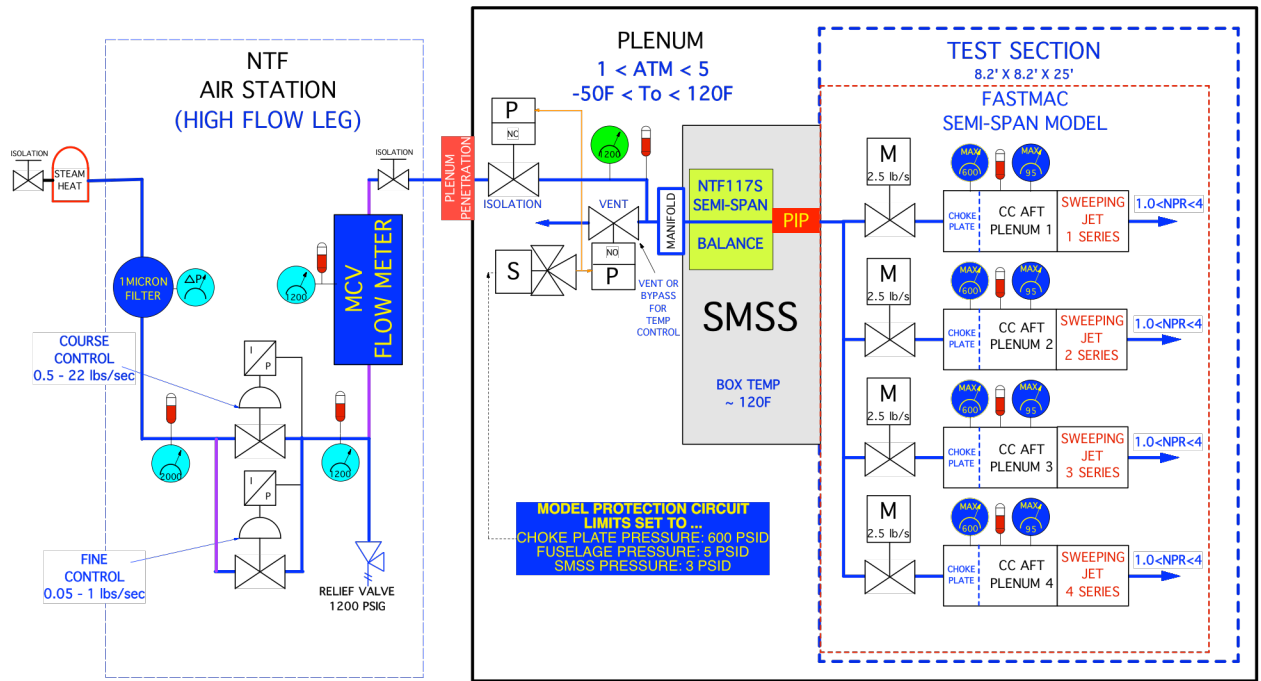 NTF
AIR STATION
(HIGH FLOW LEG)
ISOLATION
STEAM
HEAT
1MICRON
FILTER
ΔP
COURSE
CONTROL
0.5 - 22 lbs/sec
I
P
2000
1200
I
P
FINE
CONTROL
0.05 - 1 lbs/sec
RELIEF VALVE
1200 PSIG
1200
MCV
FLOW METER
ISOLATION
PLENUM
PENETRATION
PLENUM
1 < ATM < 5
-50F < To < 120F
P
NC
ISOLATION
1200
VENT
NO
P
S
VENT OR
BYPASS
FOR
TEMP
CONTROL
MANIFOLD
NTF117S
SEMI-SPAN
BALANCE
PIP
SMSS
BOX TEMP
~ 120F
MODEL PROTECTION CIRCUIT
LIMITS SET TO ...
CHOKE PLATE PRESSURE: 600 PSID
FUSELAGE PRESSURE: 5 PSID
SMSS PRESSURE: 3 PSID
TEST SECTION
8.2' X 8.2' X 25'
FASTMAC
SEMI-SPAN MODEL
M
2.5 lb/s
MAX
600
MAX
95
CHOKE
PLATE
CC AFT
PLENUM 1
SWEEPING
JET
1 SERIES
1.0<NPR<4
M
2.5 lb/s
MAX
600
MAX
95
CHOKE
PLATE
CC AFT
PLENUM 2
SWEEPING
JET
2 SERIES
1.0<NPR<4
M
2.5 lb/s
MAX
600
MAX
95
CHOKE
PLATE
CC AFT
PLENUM 3
SWEEPING
JET
3 SERIES
1.0<NPR<4
M
2.5 lb/s
MAX
600
MAX
95
CHOKE
PLATE
CC AFT
PLENUM 4
SWEEPING
JET
4 SERIES
1.0<NPR<4